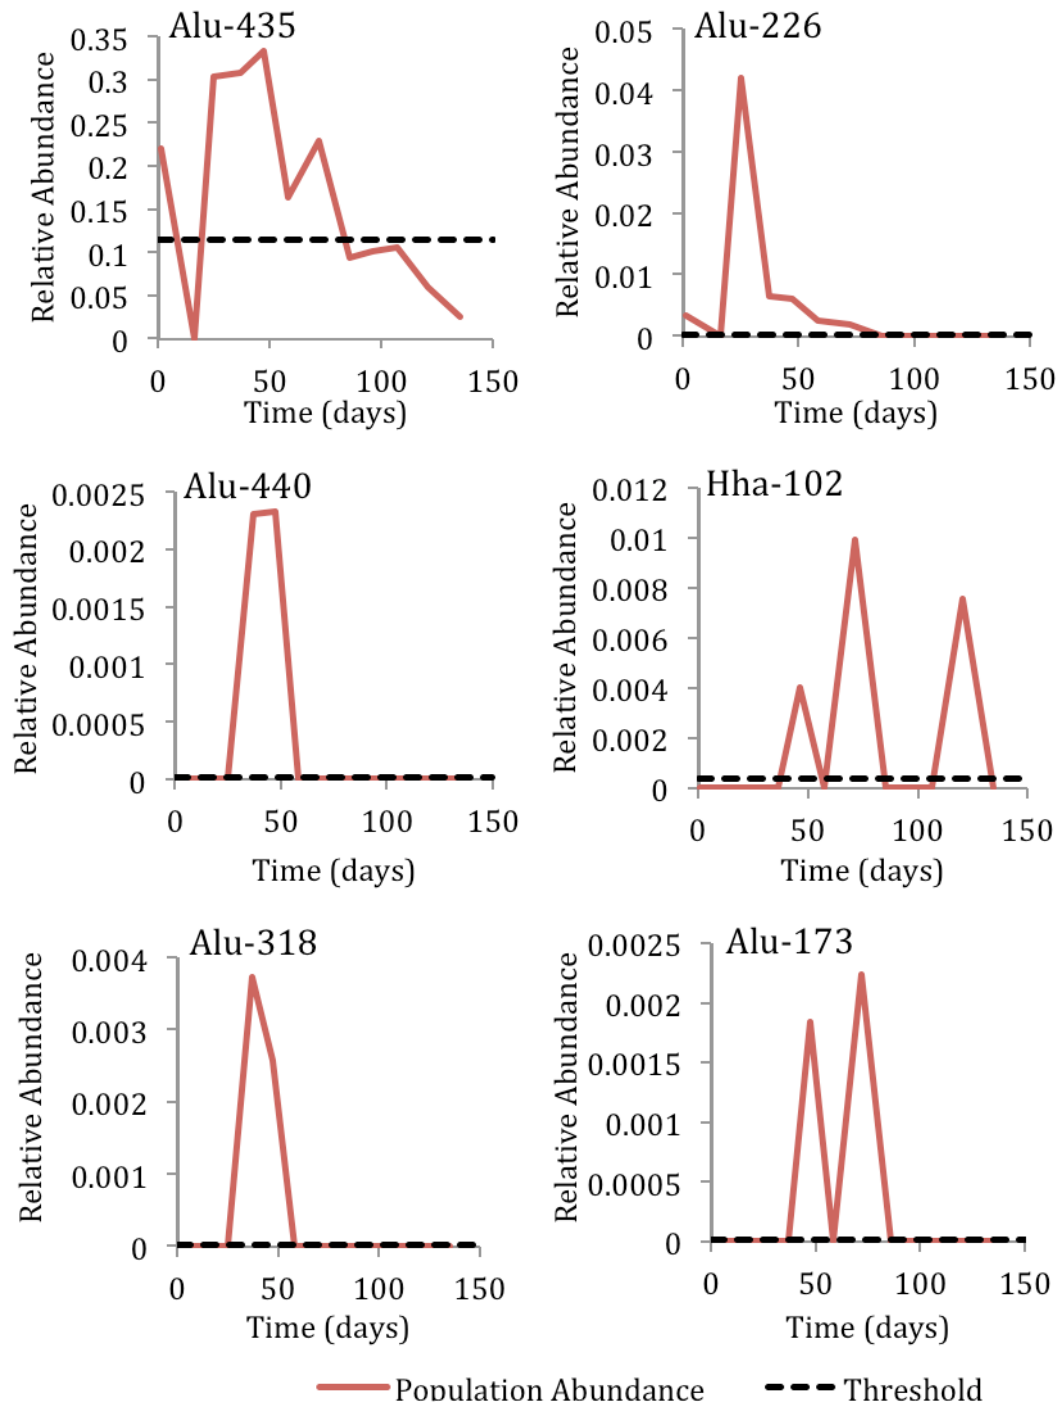 Alu-435
Relative Abundance
0.35
0.3
0.25
0.2
0.15
0.1
0.05
0
0 50 100 150
Time (days)
Alu-226
Relative Abundance
0.05
0.04
0.03
0.02
0.01
0
0 50 100 150
Time (days)
Alu-440
Relative Abundance
0.0025
0.002
0.0015
0.001
0.0005
0
0 50 100 150
Time (days)
Hha-102
Relative Abundance
0.012
0.01
0.008
0.006
0.004
0.002
0
0 50 100 150
Time (days)
Alu-318
Relative Abundance
0.004
0.003
0.002
0.001
0
0 50 100 150
Time (days)
Alu-173
Relative Abundance
0.0025
0.002
0.0015
0.001
0.0005
0
0 50 100 150
Time (days)
Population Abundance Threshold